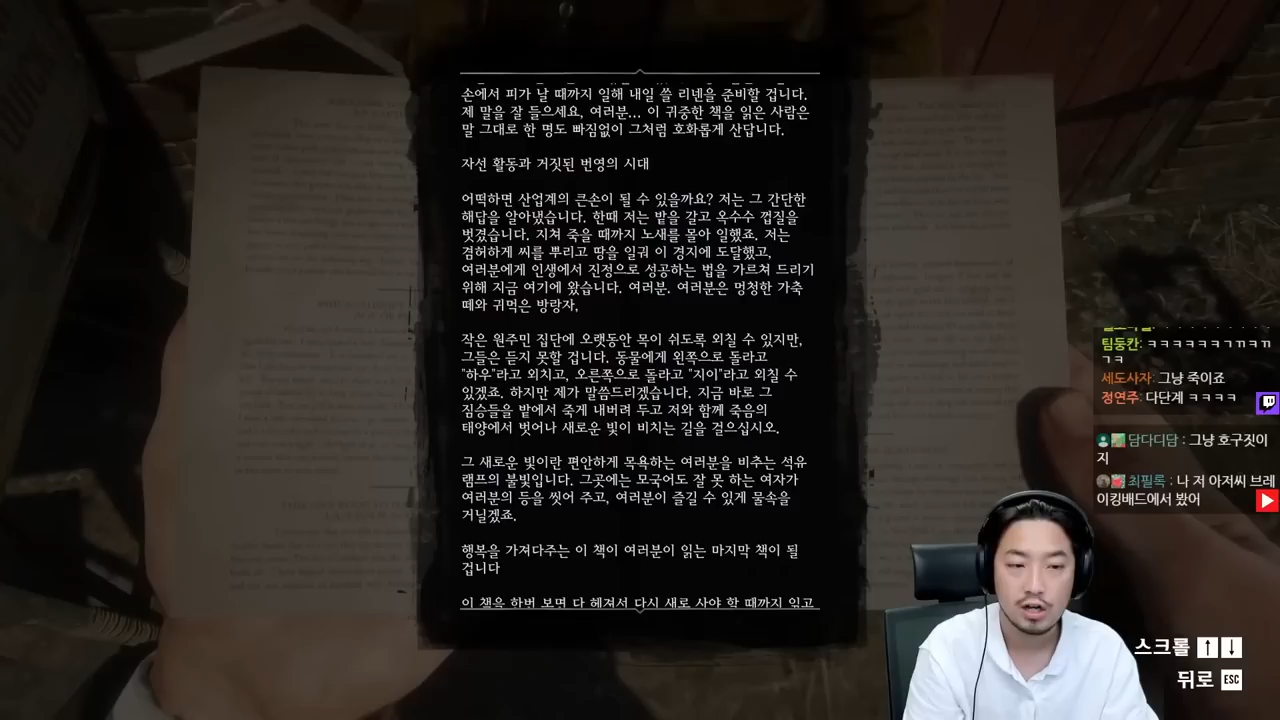 손에서 피가 날 때까지 일해 내일 쓸 리넨을 준비할 겁니다.
제 말을 잘 들으세요, 여러분... 이 귀중한 책을 읽은 사람은
말 그대로 한 명도 빠짐없이 그처럼 호화롭게 산답니다.
자선 활동과 거짓된 번영의 시대
어떡하면 산업계의 큰손이 될 수 있을까요? 저는 그 간단한
해답을 알아냈습니다. 한때 저는 밭을 갈고 옥수수 껍질을
벗겼습니다. 지쳐 죽을 때까지 노새를 몰아 일했죠. 저는
겸허하게 씨를 뿌리고 땅을 일궈 이 경지에 도달했고,
여러분에게 인생에서 진정으로 성공하는 법을 가르쳐 드리기
위해 지금 여기에 왔습니다. 여러분. 여러분은 멍청한 가축
떼와 귀먹은 방랑자,
작은 원주민 집단에 오랫동안 목이 쉬도록 외칠 수 있지만,
그들은 듣지 못할 겁니다. 동물에게 왼쪽으로 돌라고
"하우"라고 외치고, 오른쪽으로 돌라고 "지이"라고 외칠 수
있겠죠. 하지만 제가 말씀드리겠습니다. 지금 바로 그
짐승들을 밭에서 죽게 내버려 두고 저와 함께 죽음의
태양에서 벗어나 새로운 빛이 비치는 길을 걸으십시오.
그 새로운 빛이란 편안하게 목욕하는 여러분을 비추는 석유
램프의 불빛입니다. 그곳에는 모국어도 잘 못 하는 여자가
여러분의 등을 씻어 주고, 여러분이 즐길 수 있게 물속을
거닐겠죠.
행복을 가져다주는 이 책이 여러분이 읽는 마지막 책이 될
겁니다
이 책을 한번 보면 다 헤져서 다시 새로 사야 할 때까지 읽고
팀둥칸: ㅋㅋㅋㅋㅋㅋㄱㄲㅋㄲ
ㄱㅋ
세도사자: 그냥 죽이죠
정연주: 다단계 ㅋㅋㅋㅋ
담다디담 : 그냥 호구짓이
지
최필록 : 나 저 아저씨 브레
이킹배드에서 봤어
스크롤 ↑ ↓
뒤로 ESC